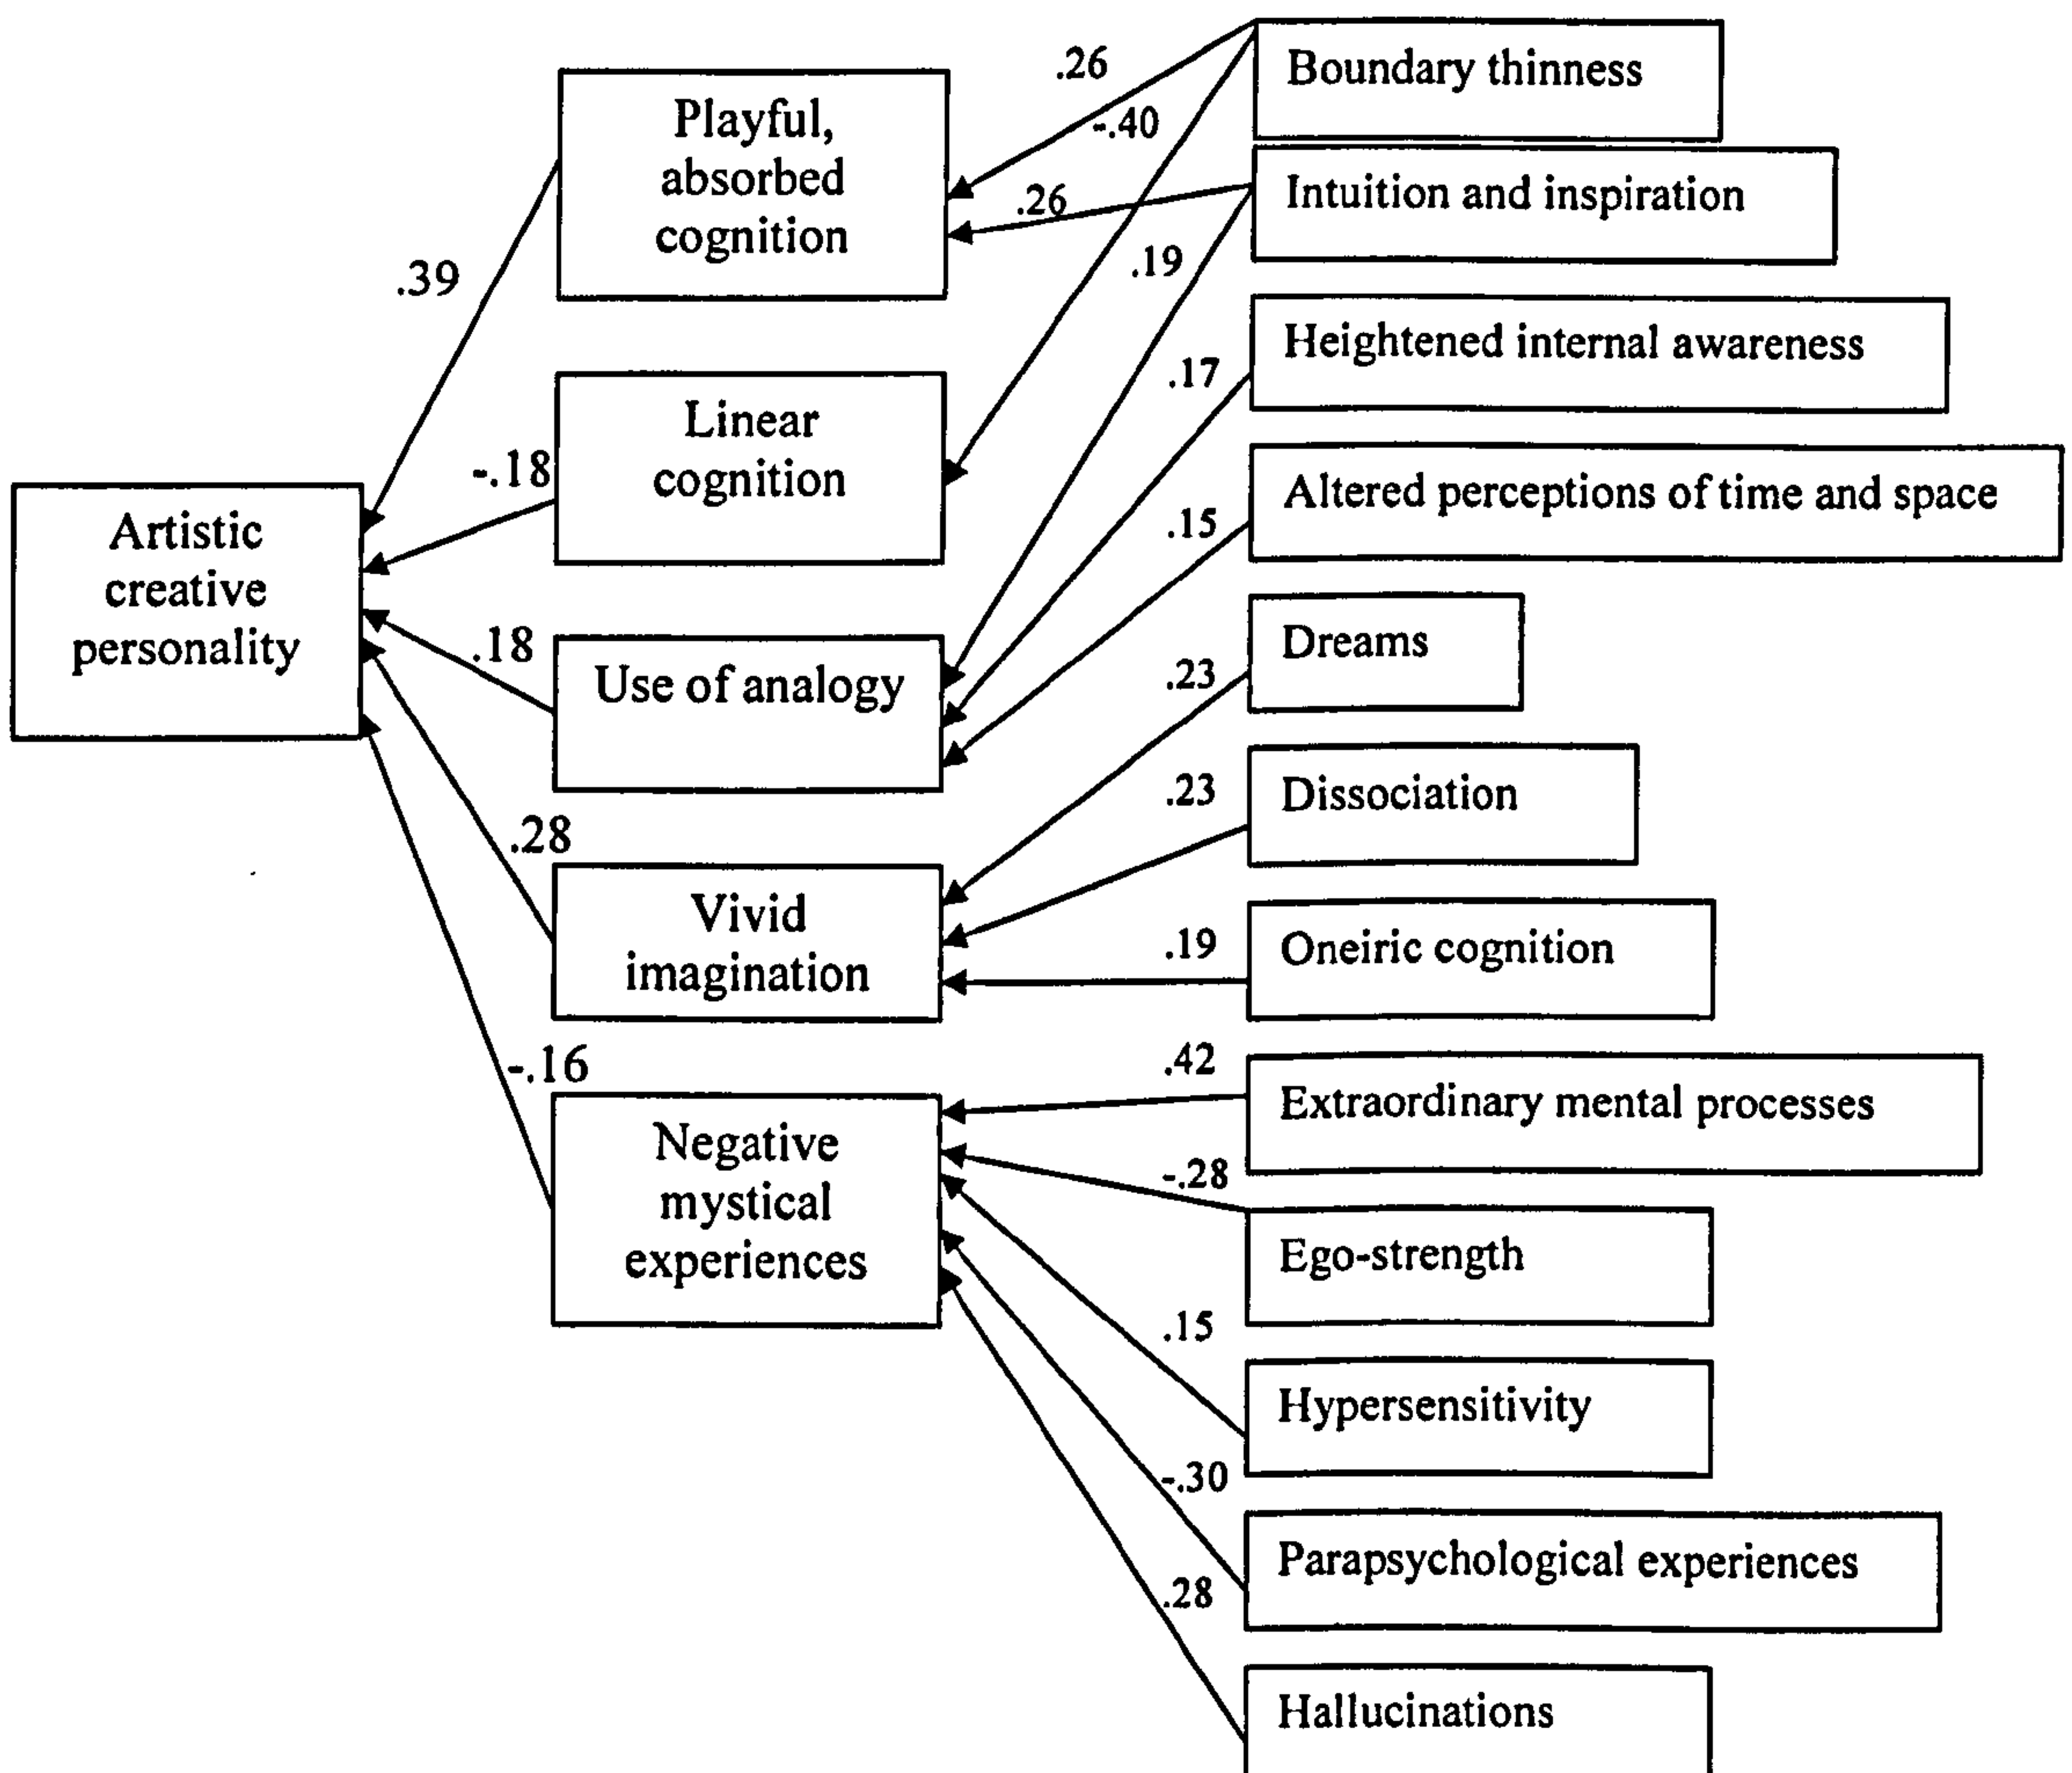 Boundary thinness
.26
Playful,
absorbed
cognition
-.40
Intuition and inspiration
.26
.19
.39
Heightened internal awareness
.17
Linear
cognition
-.18
Altered perceptions of time and space
.15
Artistic
creative
personality
Dreams
.18
Use of analogy
.23
Dissociation
.23
.28
Vivid
imagination
Oneiric cognition
.19
-.16
.42
Extraordinary mental processes
Negative
mystical
experiences
-.28
Ego-strength
.15
Hypersensitivity
-.30
Parapsychological experiences
.28
Hallucinations